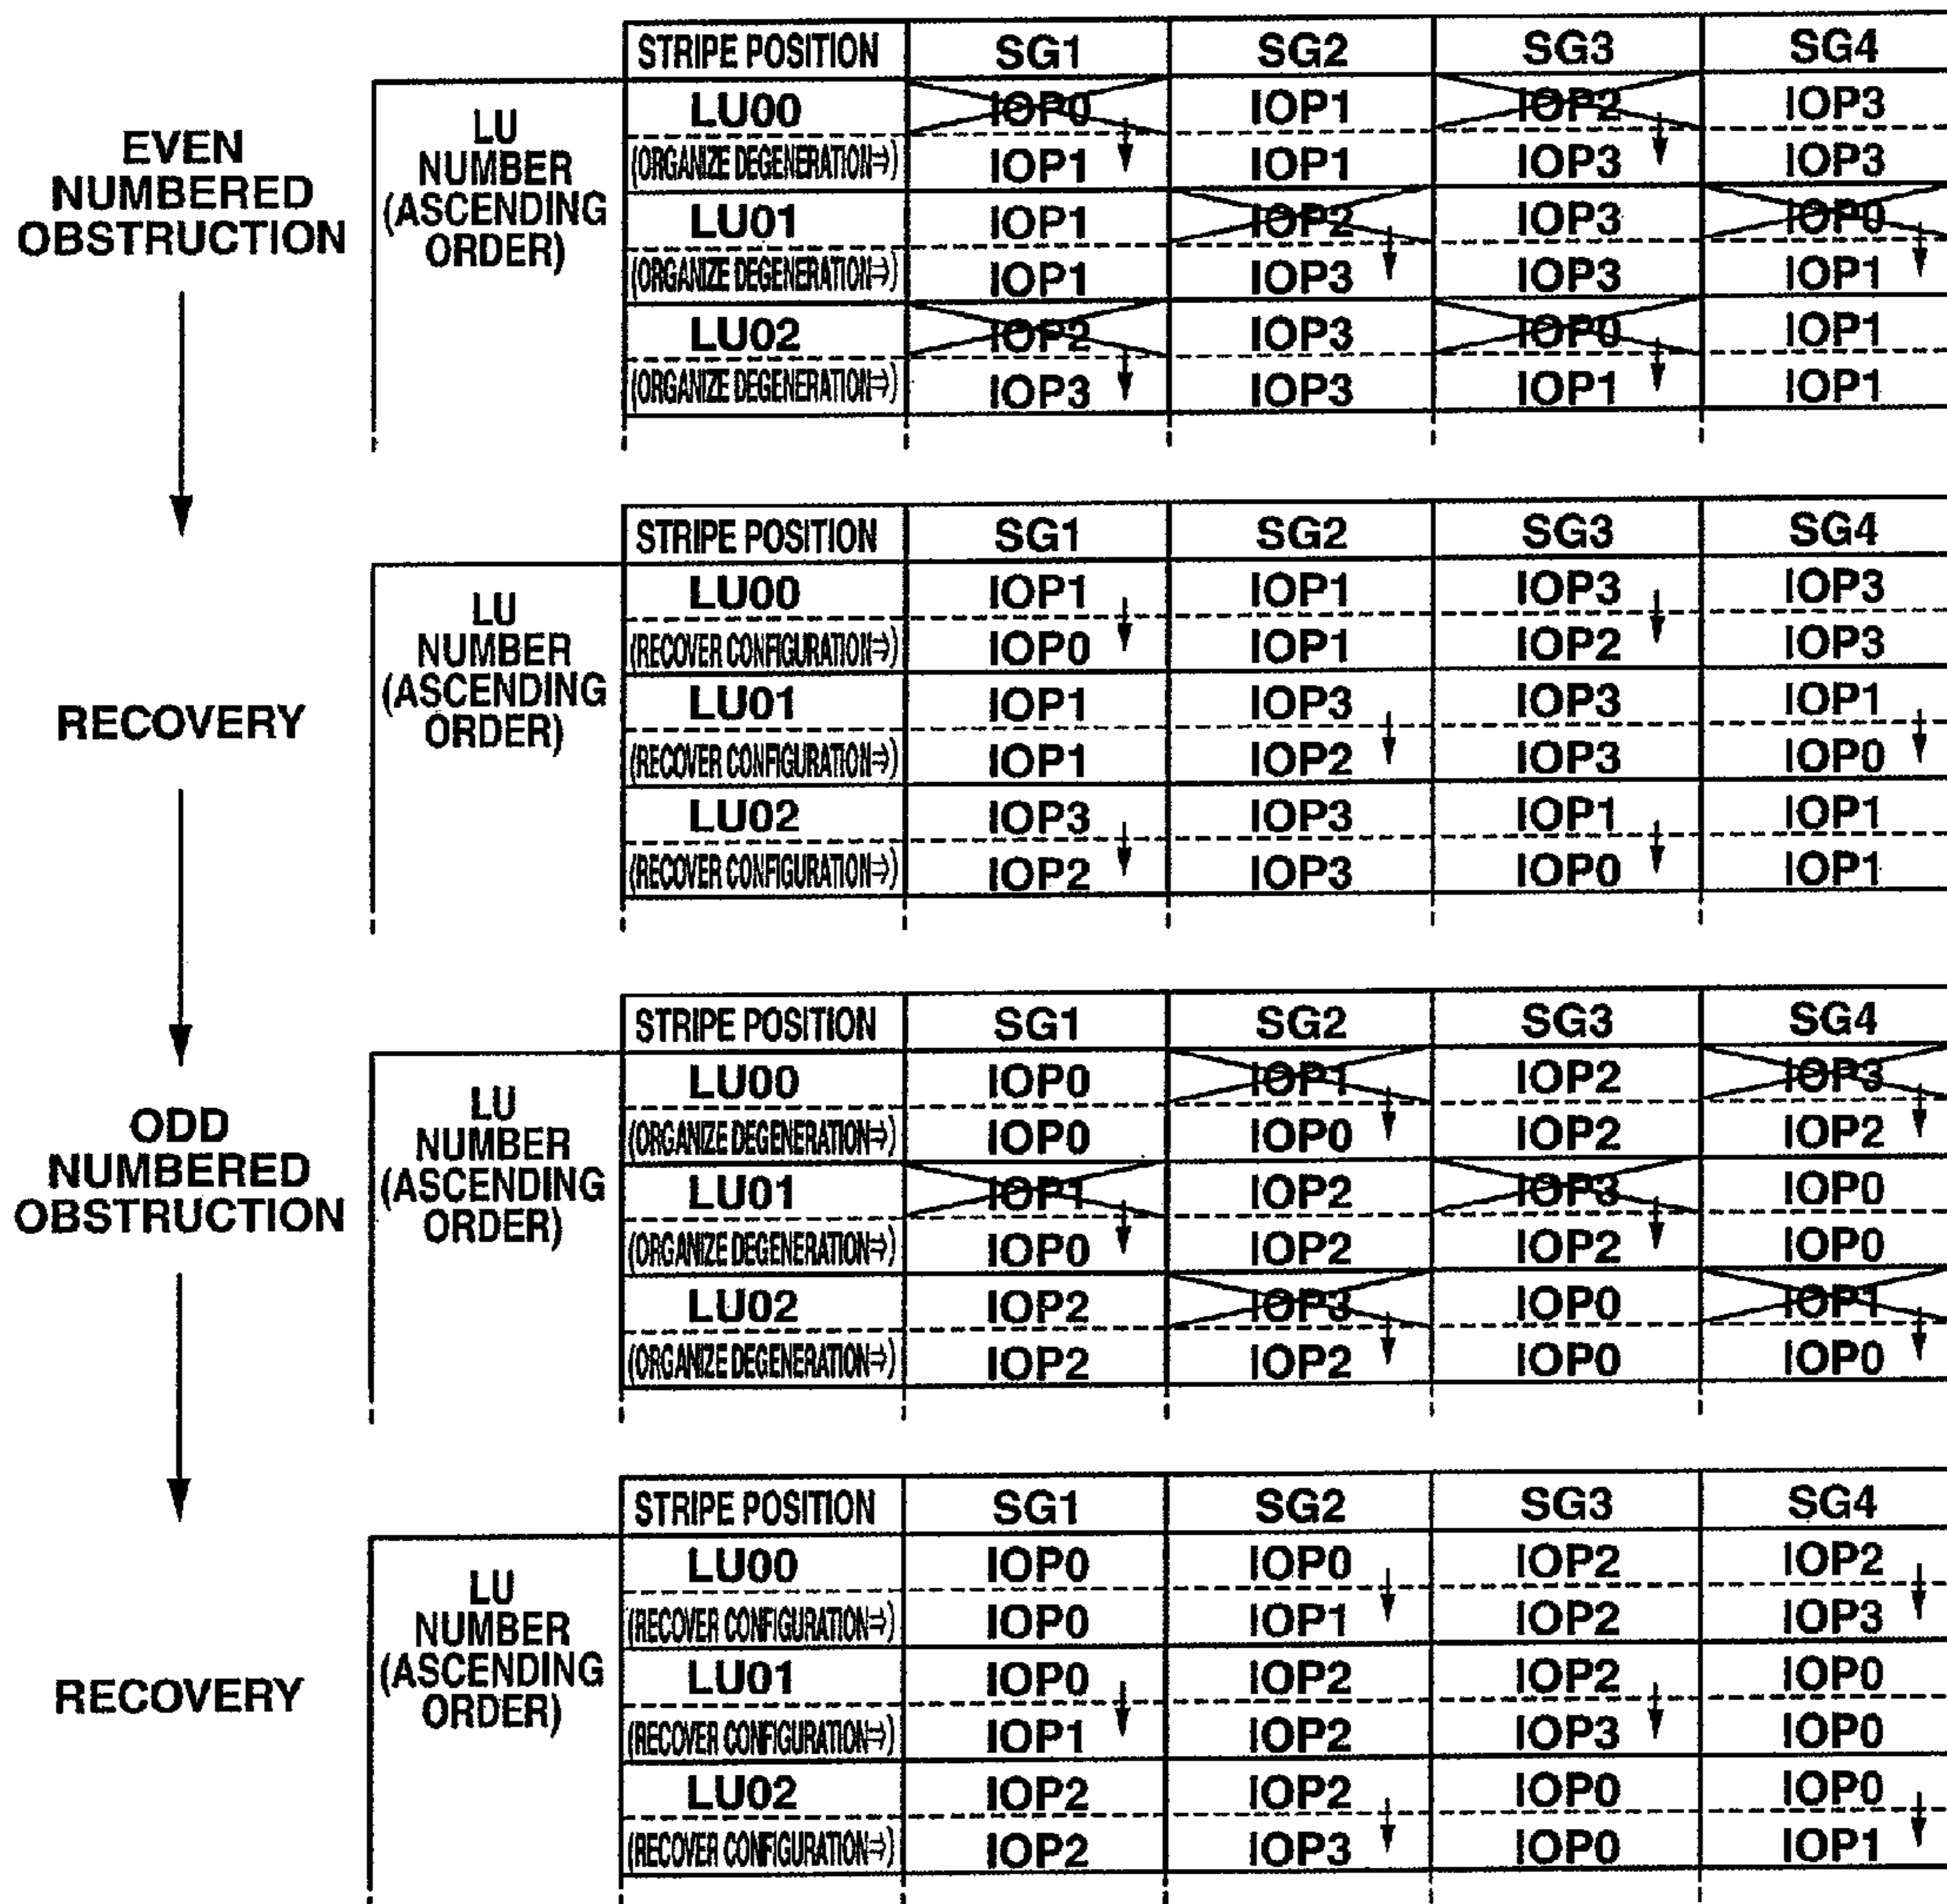 STRIPE POSITION SG1 SG2 SG3 SG4
EVEN NUMBERED OBSTRUCTION
LU NUMBER (ASCENDING ORDER)
LU00 IOP0 IOP1 IOP2 IOP3
(ORGANIZE DEGENERATION⇒) IOP1 IOP1 IOP3 IOP3
LU01 IOP1 IOP2 IOP3 IOP0
(ORGANIZE DEGENERATION⇒) IOP1 IOP3 IOP3 IOP1
LU02 IOP2 IOP3 IOP0 IOP1
(ORGANIZE DEGENERATION⇒) IOP3 IOP3 IOP1 IOP1
STRIPE POSITION SG1 SG2 SG3 SG4
RECOVERY
LU NUMBER (ASCENDING ORDER)
LU00 IOP1 IOP1 IOP3 IOP3
(RECOVER CONFIGURATION⇒) IOP0 IOP1 IOP2 IOP3
LU01 IOP1 IOP3 IOP3 IOP1
(RECOVER CONFIGURATION⇒) IOP1 IOP2 IOP3 IOP0
LU02 IOP3 IOP3 IOP1 IOP1
(RECOVER CONFIGURATION⇒) IOP2 IOP3 IOP0 IOP1
STRIPE POSITION SG1 SG2 SG3 SG4
ODD NUMBERED OBSTRUCTION
LU NUMBER (ASCENDING ORDER)
LU00 IOP0 IOP1 IOP2 IOP3
(ORGANIZE DEGENERATION⇒) IOP0 IOP0 IOP2 IOP2
LU01 IOP1 IOP2 IOP3 IOP0
(ORGANIZE DEGENERATION⇒) IOP0 IOP2 IOP2 IOP0
LU02 IOP2 IOP3 IOP0 IOP1
(ORGANIZE DEGENERATION⇒) IOP2 IOP2 IOP0 IOP0
STRIPE POSITION SG1 SG2 SG3 SG4
RECOVERY
LU NUMBER (ASCENDING ORDER)
LU00 IOP0 IOP0 IOP2 IOP2
(RECOVER CONFIGURATION⇒) IOP0 IOP1 IOP2 IOP3
LU01 IOP0 IOP2 IOP2 IOP0
(RECOVER CONFIGURATION⇒) IOP1 IOP2 IOP3 IOP0
LU02 IOP2 IOP2 IOP0 IOP0
(RECOVER CONFIGURATION⇒) IOP2 IOP3 IOP0 IOP1